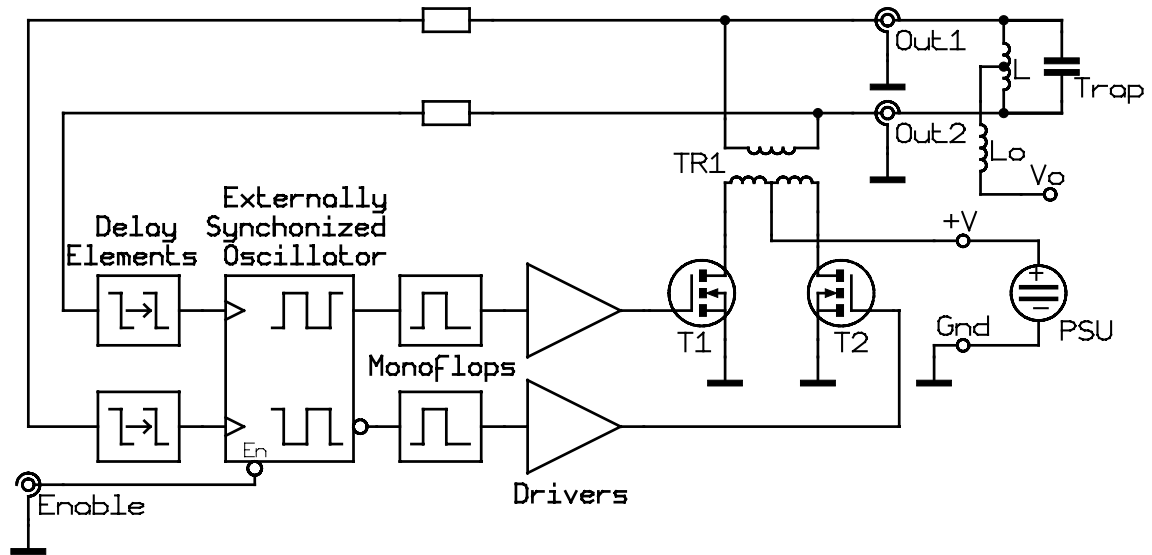 Out1
L
Trap
Out2
TR1
Lo
Vo
Externally
Delay Synchonized
Elements Oscillator
+V
+
T1
T2
Gnd
PSU
Monoflops
En
Enable
Drivers